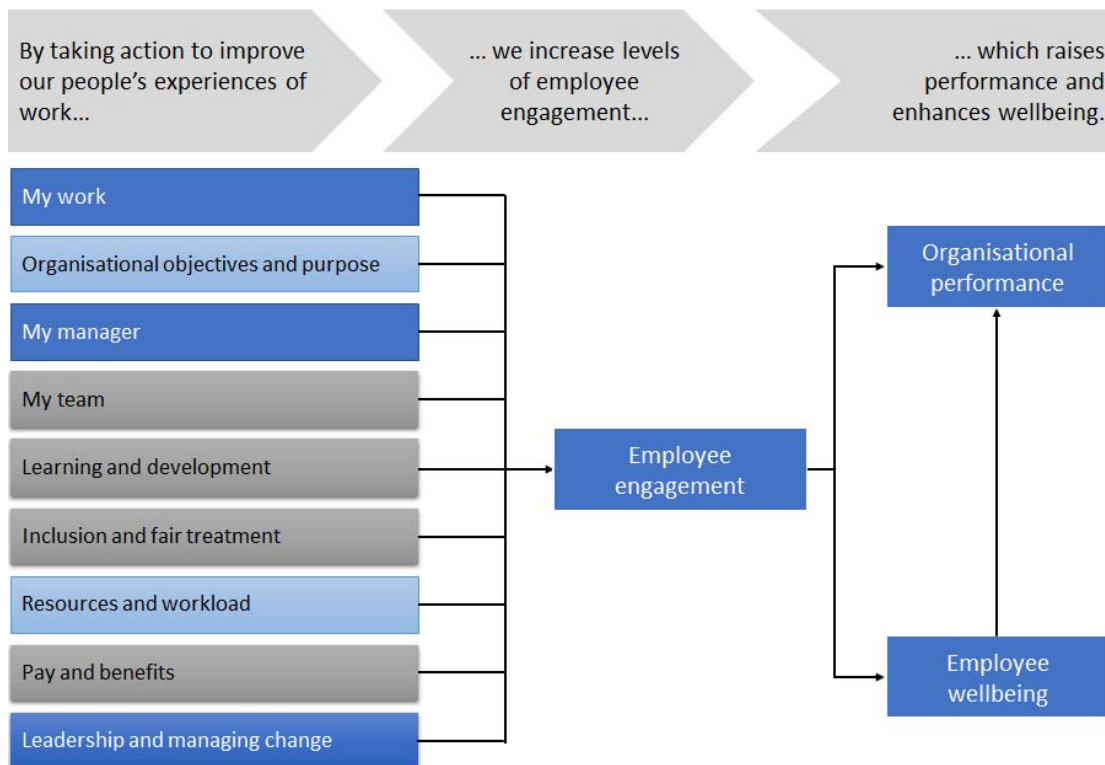 By taking action to improve
our people's experiences of
work...
... we increase levels
of employee
engagement...
... which raises
performance and
enhances wellbeing..
My work
Organisational objectives and purpose
My manager
My team
Learning and development
Inclusion and fair treatment
Resources and workload
Pay and benefits
Leadership and managing change
Employee
engagement
Organisational
performance
Employee
wellbeing